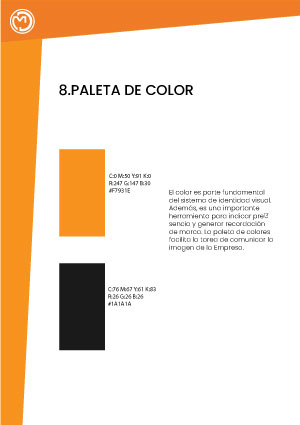 8.PALETA DE COLOR
C:0 M:50 Y:91 K:0
R:247 G:147 B:30
#F7931E
El color es parte fundamental
del sistema de identidad visual.
Además, es una importante
herramienta para indicar pre13
sencia y generar recordación
de marca. La paleta de colores
facilita la tarea de comunicar la
imagen de la Empresa.
C:76 M:67 Y:61 K:83
R:26 G:26 B:26
#1A1A1A